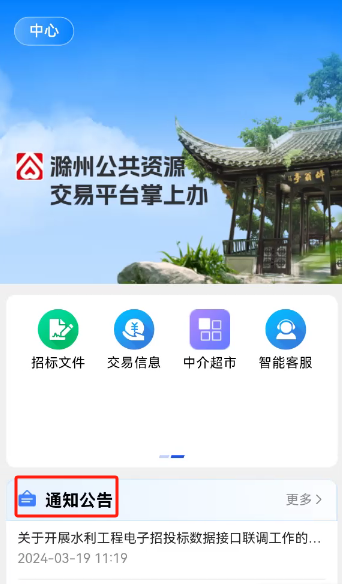 中心
滁州公共资源
交易平台掌上办
招标文件
交易信息
中介超市
智能客服
通知公告
更多
关于开展水利工程电子招投标数据接口联调工作的...
2024-03-19 11:19